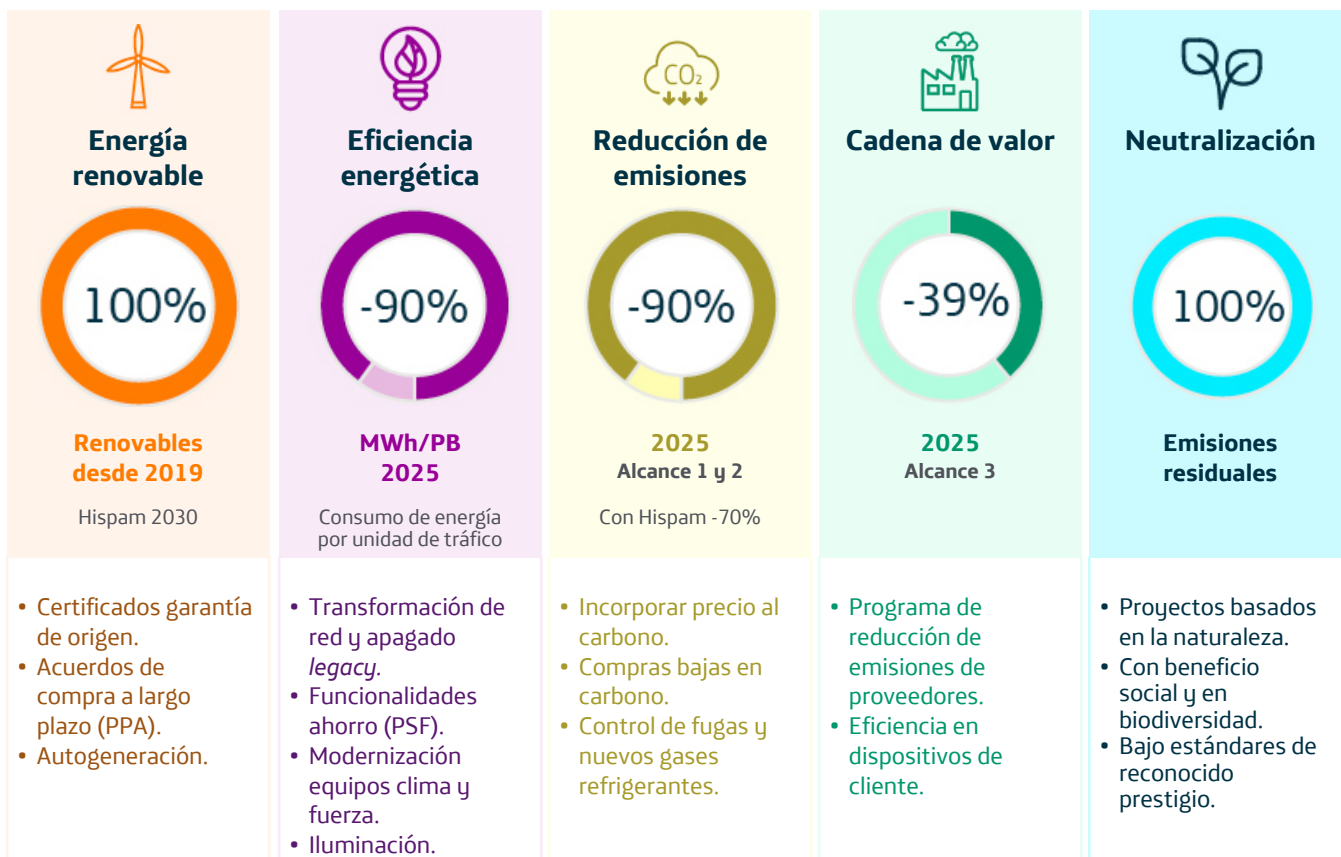 CO₂
Energía
renovable
100%
Renovables
desde 2019
Hispam 2030
• Certificados garantía
de origen.
• Acuerdos de
compra a largo
plazo (PPA).
• Autogeneración.
Eficiencia
energética
-90%
MWh/PB
2025
Consumo de energía
por unidad de tráfico
• Transformación de
red y apagado
legacy.
• Funcionalidades
ahorro (PSF).
• Modernización
equipos clima y
fuerza.
• Iluminación.
Reducción de
emisiones
-90%
2025
Alcance 1 y 2
Con Hispam -70%
• Incorporar precio al
carbono.
• Compras bajas en
carbono.
• Control de fugas y
nuevos gases
refrigerantes.
Cadena de valor
-39%
2025
Alcance 3
• Programa de
reducción de
emisiones de
proveedores.
• Eficiencia en
dispositivos de
cliente.
Neutralización
100%
Emisiones
residuales
• Proyectos basados
en la naturaleza.
• Con beneficio
social y en
biodiversidad.
• Bajo estándares de
reconocido
prestigio.